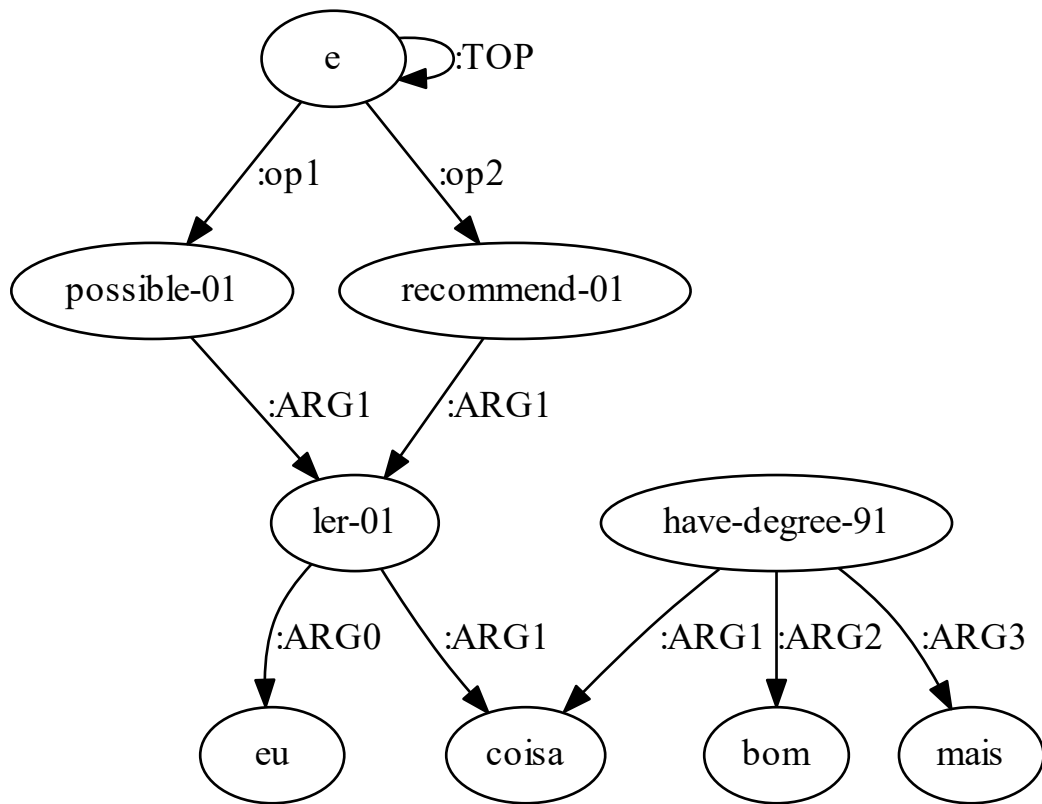 e
:TOP
:op1
:op2
possible-01
recommend-01
:ARG1
:ARG1
ler-01
have-degree-91
:ARG0
:ARG1
:ARG1
:ARG2
:ARG3
eu
coisa
bom
mais